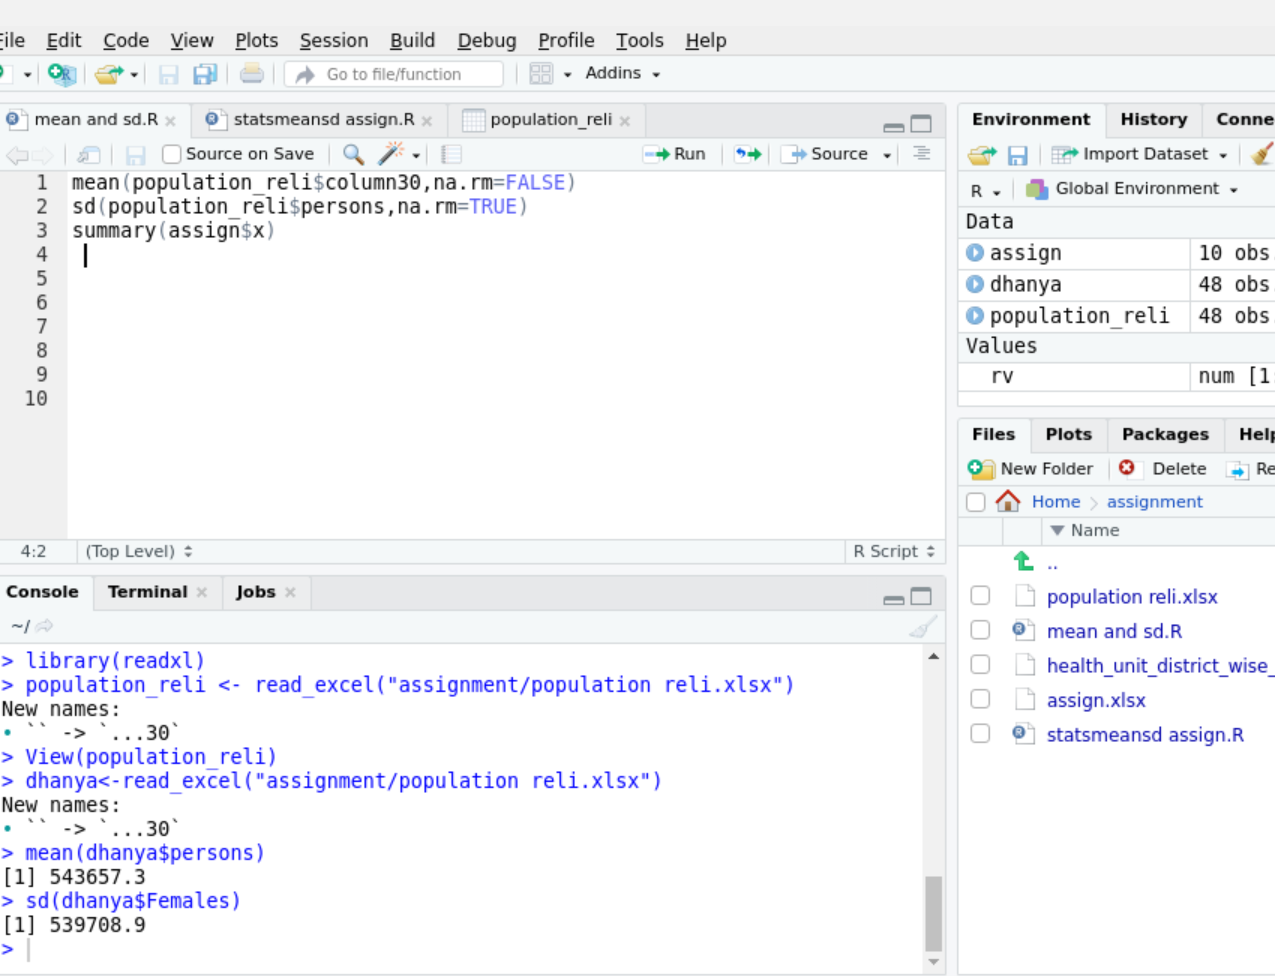 File Edit Code View Plots Session Build Debug Profile Tools Help
Go to file/function Addins
mean and sd.R statsmeansd assign.R population_reli
Source on Save Run Source
1 mean(population_reli$column30,na.rm=FALSE)
2 sd(population_reli$persons,na.rm=TRUE)
3 summary(assign$x)
4
5
6
7
8
9
10
4:2 (Top Level) R Script
Console Terminal Jobs
~/
> library(readxl)
> population_reli <- read_excel("assignment/population reli.xlsx")
New names:
• `` -> `...30`
> View(population_reli)
> dhanya<-read_excel("assignment/population reli.xlsx")
New names:
• `` -> `...30`
> mean(dhanya$persons)
[1] 543657.3
> sd(dhanya$Females)
[1] 539708.9
>
Environment History Conne
Import Dataset
R Global Environment
Data
assign 10 obs
dhanya 48 obs
population_reli 48 obs
Values
rv num [1
Files Plots Packages Help
New Folder Delete Re
Home assignment
Name
..
population reli.xlsx
mean and sd.R
health_unit_district_wise_
assign.xlsx
statsmeansd assign.R